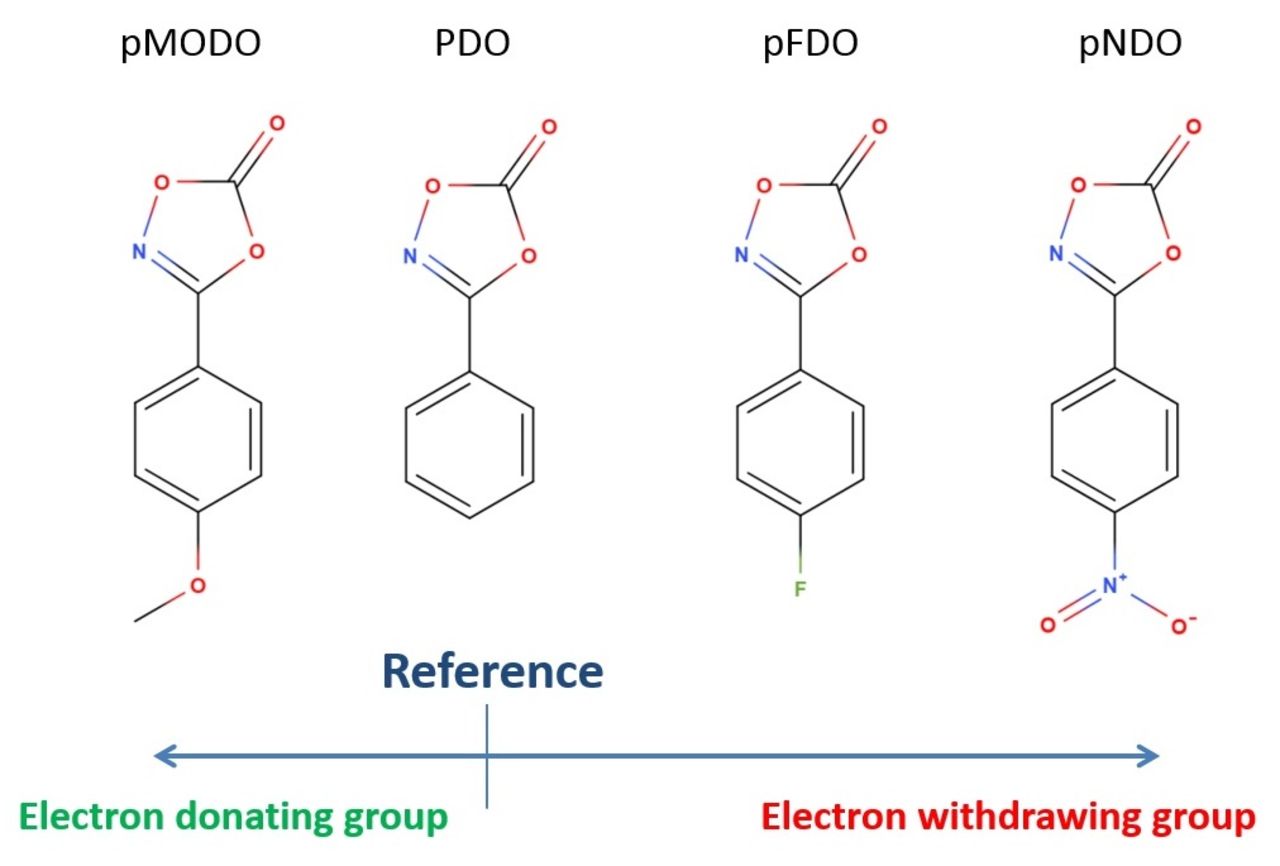 pMODO PDO pFDO pNDO
O O O O
O O O O
N O N O N O N O
O F N+
O O-
Reference
Electron donating group Electron withdrawing group